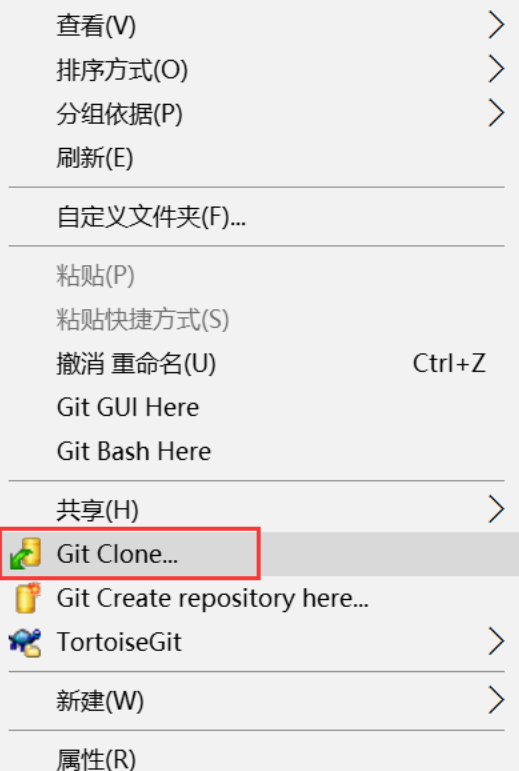 查看(V)
排序方式(O)
分组依据(P)
刷新(E)
自定义文件夹(F)...
粘贴(P)
粘贴快捷方式(S)
撤消 重命名(U) Ctrl+Z
Git GUI Here
Git Bash Here
共享(H)
Git Clone...
Git Create repository here...
TortoiseGit
新建(W)
属性(R)